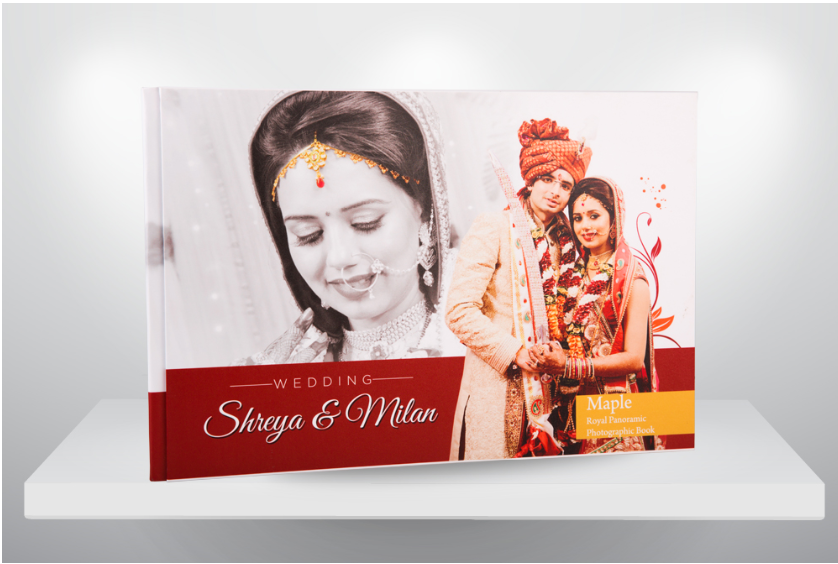 WEDDING
Shreya & Milan
Maple
Royal Panoramic
Photographic Book